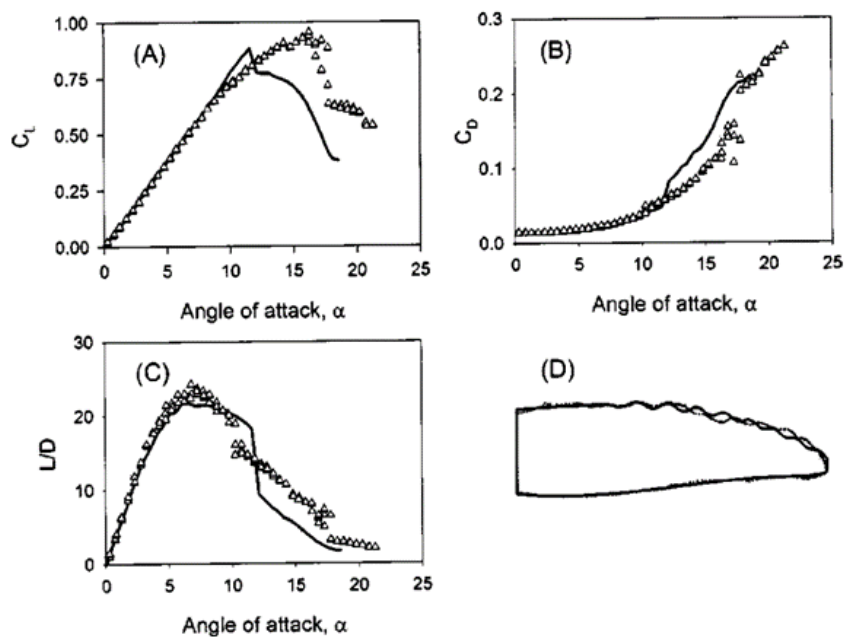 (A)
1.00
0.75
0.50
0.25
0.00
C_L
0 5 10 15 20 25
Angle of attack, α
(B)
0.3
0.2
0.1
0.0
C_D
0 5 10 15 20 25
Angle of attack, α
(C)
30
20
10
0
L/D
0 5 10 15 20 25
Angle of attack, α
(D)